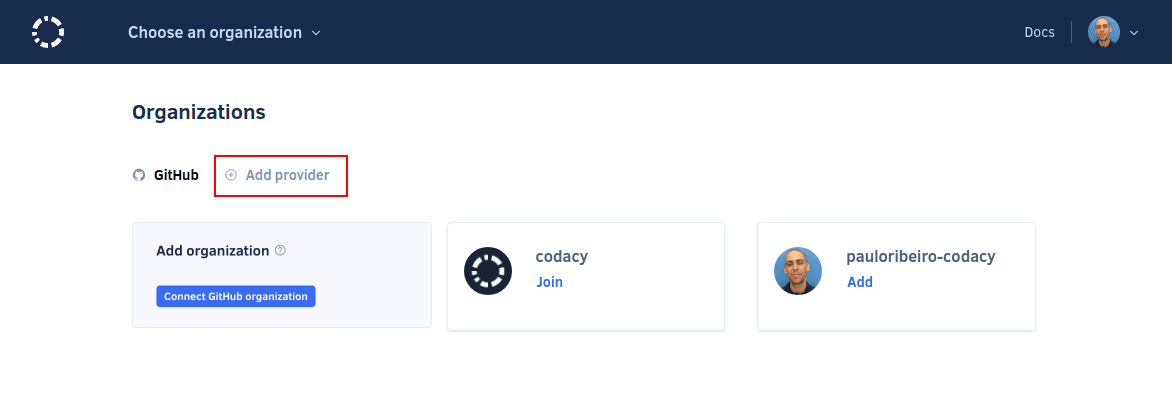 Choose an organization
Docs
Organizations
GitHub
Add provider
Add organization
Connect GitHub organization
codacy
Join
pauloribeiro-codacy
Add